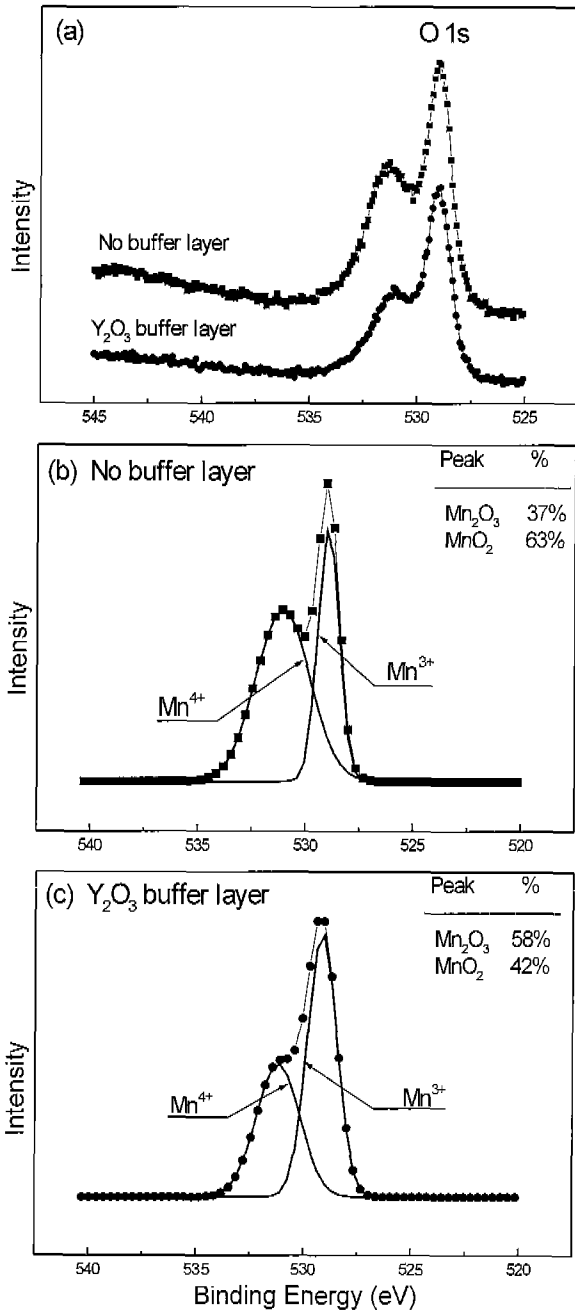 (a)
O 1s
Intensity
No buffer layer
Y₂O₃ buffer layer
545 540 535 530 525
(b) No buffer layer
Peak %
Mn₂O₃ 37%
MnO₂ 63%
Mn³⁺
Mn⁴⁺
Intensity
540 535 530 525 520
(c) Y₂O₃ buffer layer
Peak %
Mn₂O₃ 58%
MnO₂ 42%
Mn⁴⁺ Mn³⁺
Intensity
540 535 530 525 520
Binding Energy (eV)